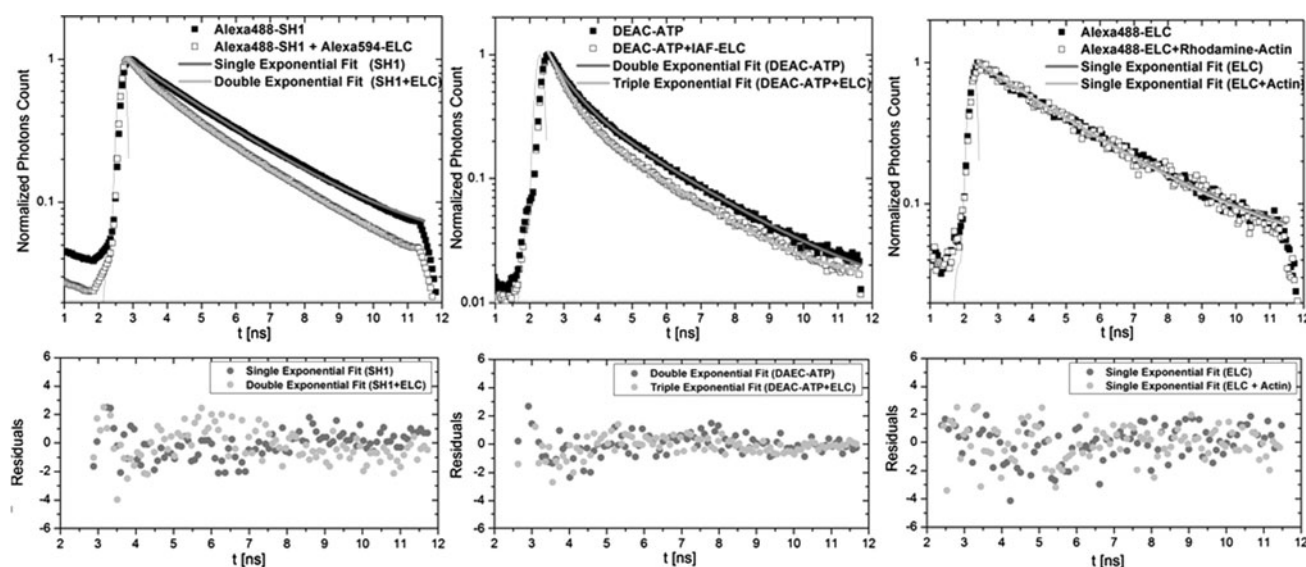 Alexa488-SH1
Alexa488-SH1 + Alexa594-ELC
Single Exponential Fit (SH1)
Double Exponential Fit (SH1+ELC)
Normalized Photons Count
1
0.1
1 2 3 4 5 6 7 8 9 10 11 12
t [ns]
DEAC-ATP
DEAC-ATP+IAF-ELC
Double Exponential Fit (DEAC-ATP)
Triple Exponential Fit (DEAC-ATP+ELC)
Normalized Photons Count
1
0.1
0.01
1 2 3 4 5 6 7 8 9 10 11 12
t [ns]
Alexa488-ELC
Alexa488-ELC+Rhodamine-Actin
Single Exponential Fit (ELC)
Single Exponential Fit (ELC+Actin)
Normalized Photons Count
1
0.1
1 2 3 4 5 6 7 8 9 10 11 12
t [ns]
Single Exponential Fit (SH1)
Double Exponential Fit (SH1+ELC)
Residuals
6
4
2
0
-2
-4
-6
2 3 4 5 6 7 8 9 10 11 12
t [ns]
Double Exponential Fit (DAEC-ATP)
Triple Exponential Fit (DEAC-ATP+ELC)
Residuals
6
4
2
0
-2
-4
-6
2 3 4 5 6 7 8 9 10 11 12
t [ns]
Single Exponential Fit (ELC)
Single Exponential Fit (ELC + Actin)
Residuals
6
4
2
0
-2
-4
-6
2 3 4 5 6 7 8 9 10 11 12
t [ns]